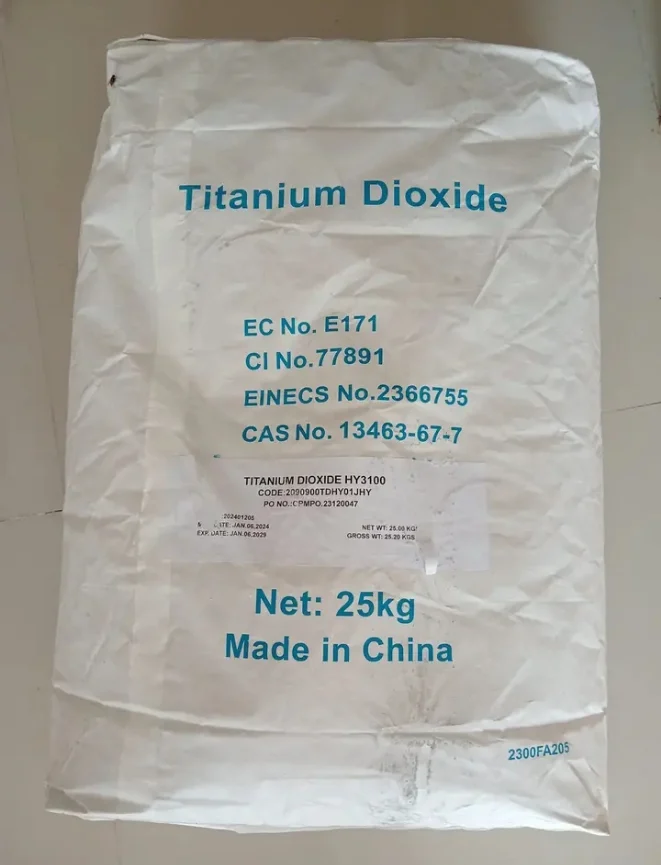 Titanium Dioxide
EC No. E171
CI No.77891
EINECS No.2366755
CAS No. 13463-67-7
TITANIUM DIOXIDE HY3100
CODE:2090900TDHY01JHY
PO NO.:CPMPO.23120047
202401205
DATE: JAN.06,2024
NET WT: 25.00 KGS
EXP. DATE: JAN.06,2029
GROSS WT: 25.20 KGS
Net: 25kg
Made in China
2300FA205